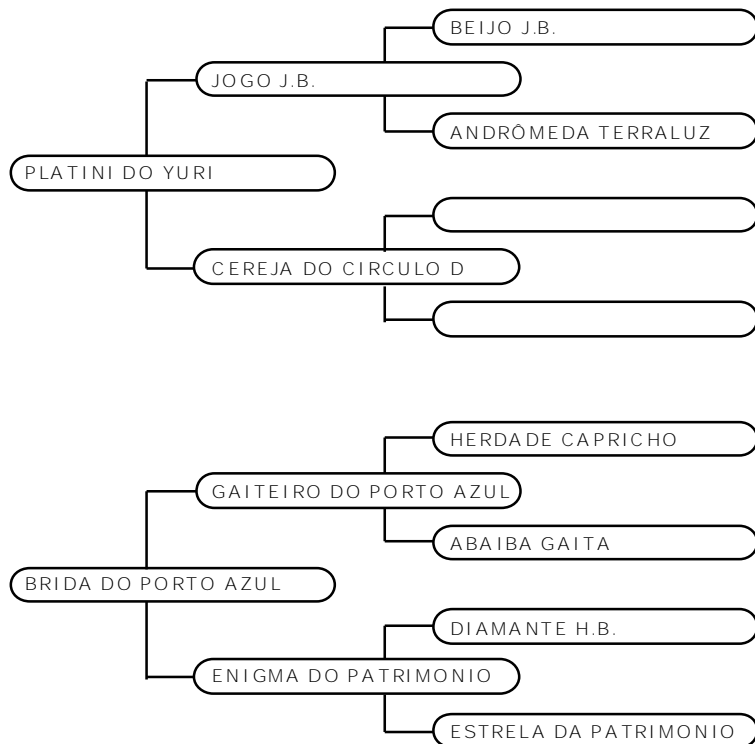 BEIJO J.B.
JOGO J.B.
ANDRÔMEDA TERRALUZ
PLATINI DO YURI
CEREJA DO CIRCULO D
HERDADE CAPRICHO
GAITEIRO DO PORTO AZUL
ABAIBA GAITA
BRIDA DO PORTO AZUL
DIAMANTE H.B.
ENIGMA DO PATRIMONIO
ESTRELA DA PATRIMONIO